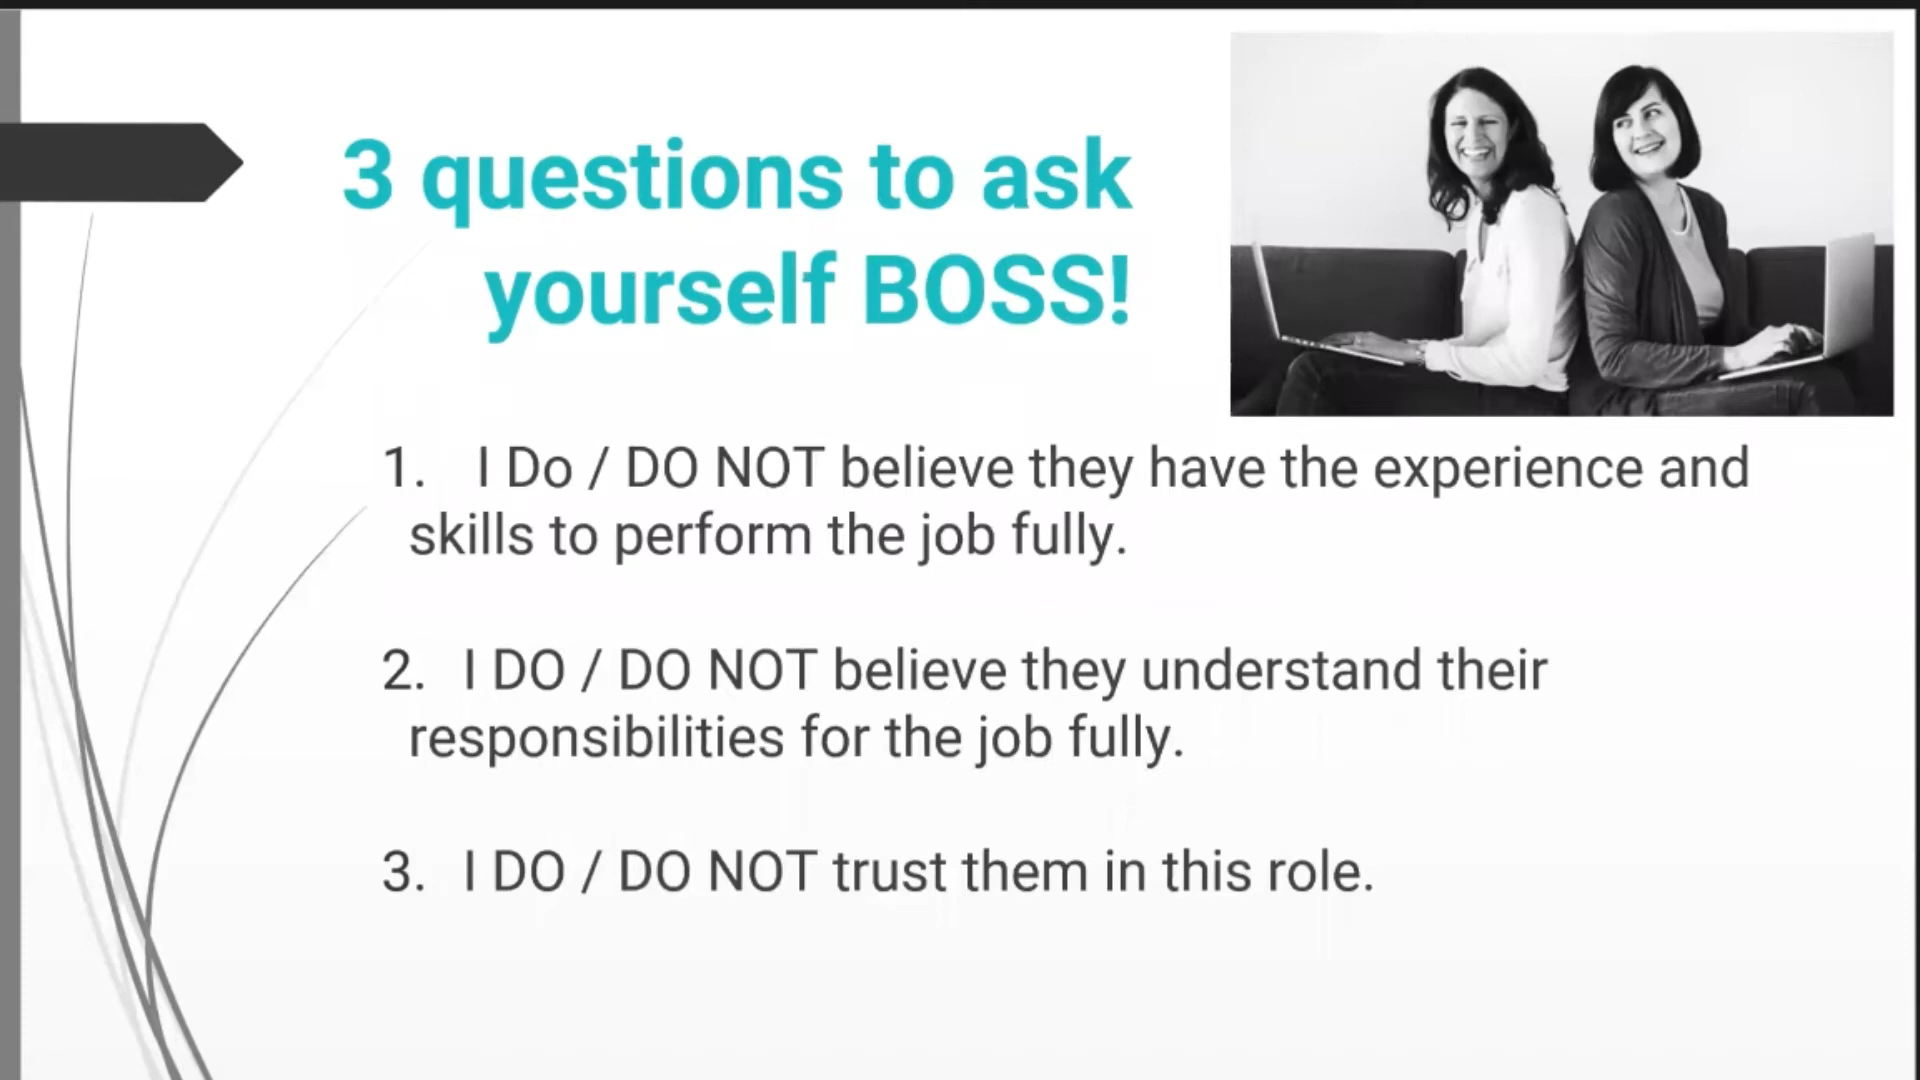 3 questions to ask
yourself BOSS!
1. I Do / DO NOT believe they have the experience and
skills to perform the job fully.
2. I DO / DO NOT believe they understand their
responsibilities for the job fully.
3. I DO / DO NOT trust them in this role.